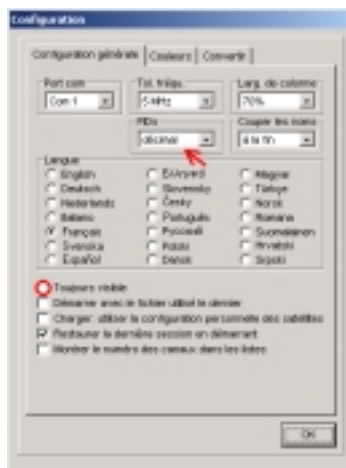 Configuration
Configuration générale Couleurs Convertir
Port com Tol. fréqu. Larg. de colonne
Com 1 5 MHz 70%
PIDs Couper les noms
décimal à la fin
Langue
English Ελληνικά Magyar
Deutsch Slovensky Türkçe
Nederlands Česky Norsk
Italiano Português Romana
Français Русский Suomalainen
Svenska Polski Hrvatski
Español Dansk Srpski
Toujours visible
Démarrer avec le fichier utilisé le dernier
Charger: utiliser la configuration personnelle des satellites
Restaurer la dernière session en démarrant
Montrer le numéro des canaux dans les listes
OK